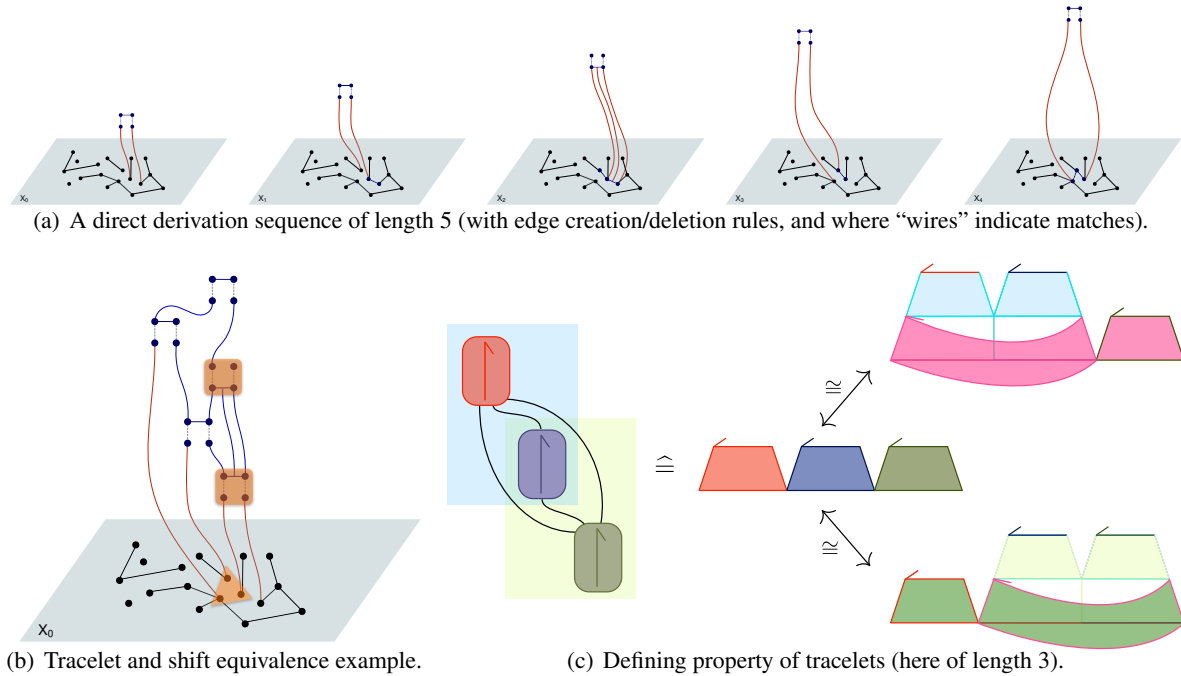 X₀
X₁
X₂
X₃
X₄
(a) A direct derivation sequence of length 5 (with edge creation/deletion rules, and where “wires” indicate matches).
≅
≙
≅
X₀
(b) Tracelet and shift equivalence example.
(c) Defining property of tracelets (here of length 3).